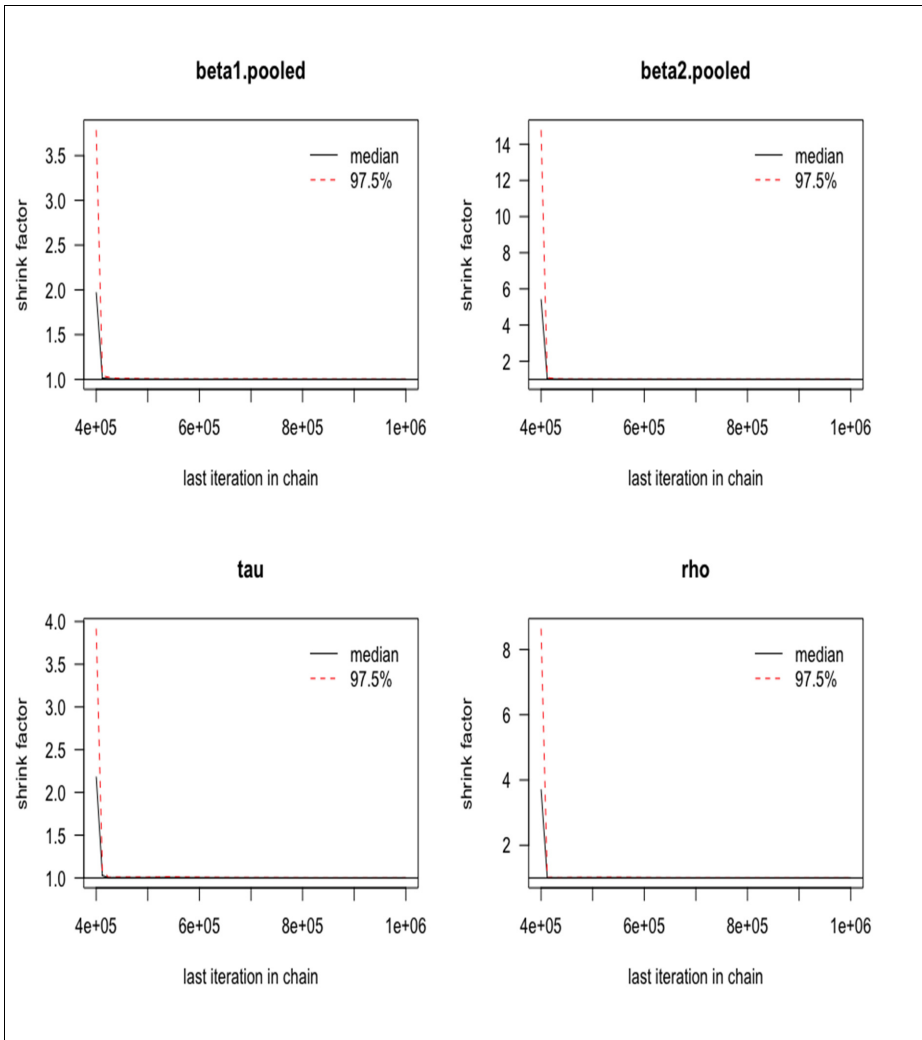 beta1.pooled
3.5
3.0
2.5
2.0
1.5
1.0
shrink factor
median
97.5%
4e+05 6e+05 8e+05 1e+06
last iteration in chain
beta2.pooled
14
12
10
8
6
4
2
shrink factor
median
97.5%
4e+05 6e+05 8e+05 1e+06
last iteration in chain
tau
4.0
3.5
3.0
2.5
2.0
1.5
1.0
shrink factor
median
97.5%
4e+05 6e+05 8e+05 1e+06
last iteration in chain
rho
8
6
4
2
shrink factor
median
97.5%
4e+05 6e+05 8e+05 1e+06
last iteration in chain